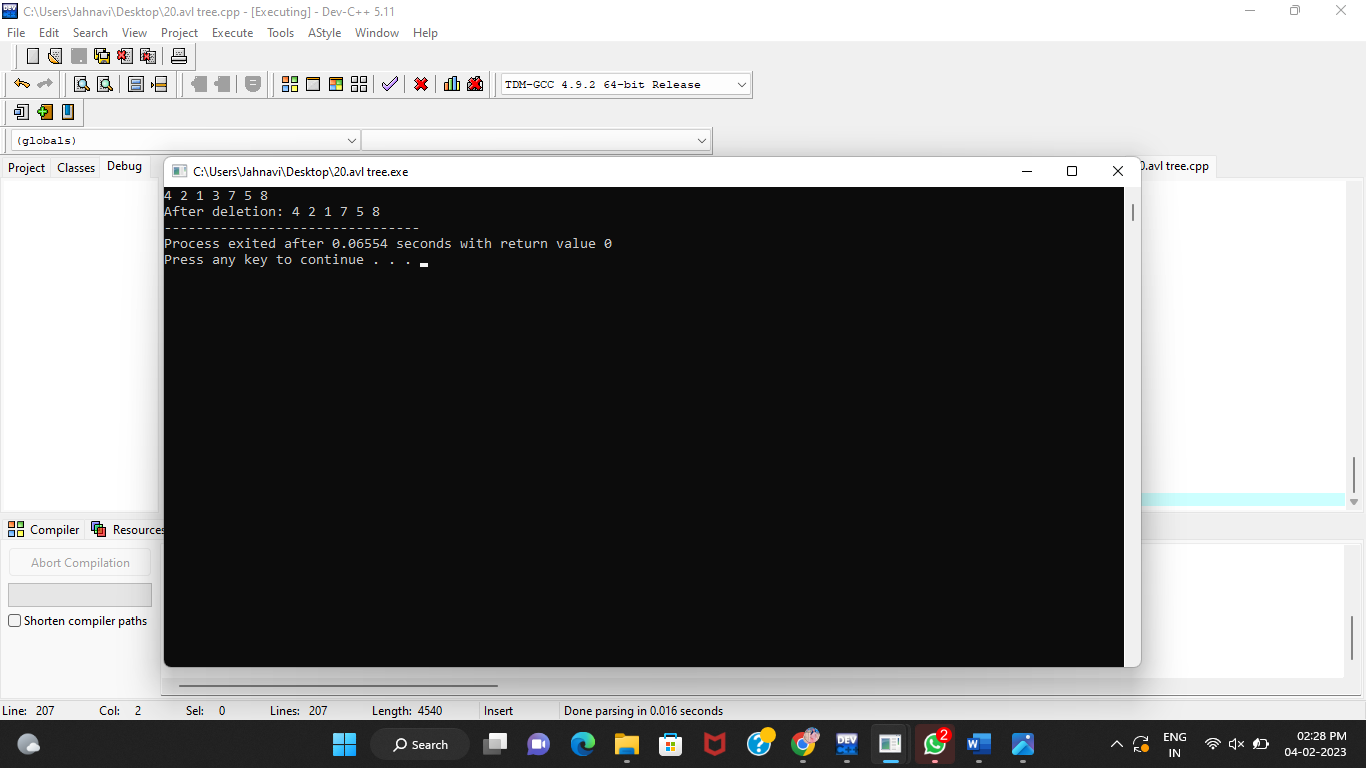 C:\Users\Jahnavi\Desktop\20.avl tree.cpp - [Executing] - Dev-C++ 5.11
File Edit Search View Project Execute Tools AStyle Window Help
TDM-GCC 4.9.2 64-bit Release
(globals)
Project Classes Debug
0.avl tree.cpp
C:\Users\Jahnavi\Desktop\20.avl tree.exe
4 2 1 3 7 5 8
After deletion: 4 2 1 7 5 8
--------------------------------
Process exited after 0.06554 seconds with return value 0
Press any key to continue . . .
Compiler Resources
Abort Compilation
Shorten compiler paths
Line: 207 Col: 2 Sel: 0 Lines: 207 Length: 4540 Insert Done parsing in 0.016 seconds
Search
DEV
2
ENG
IN
02:28 PM
04-02-2023